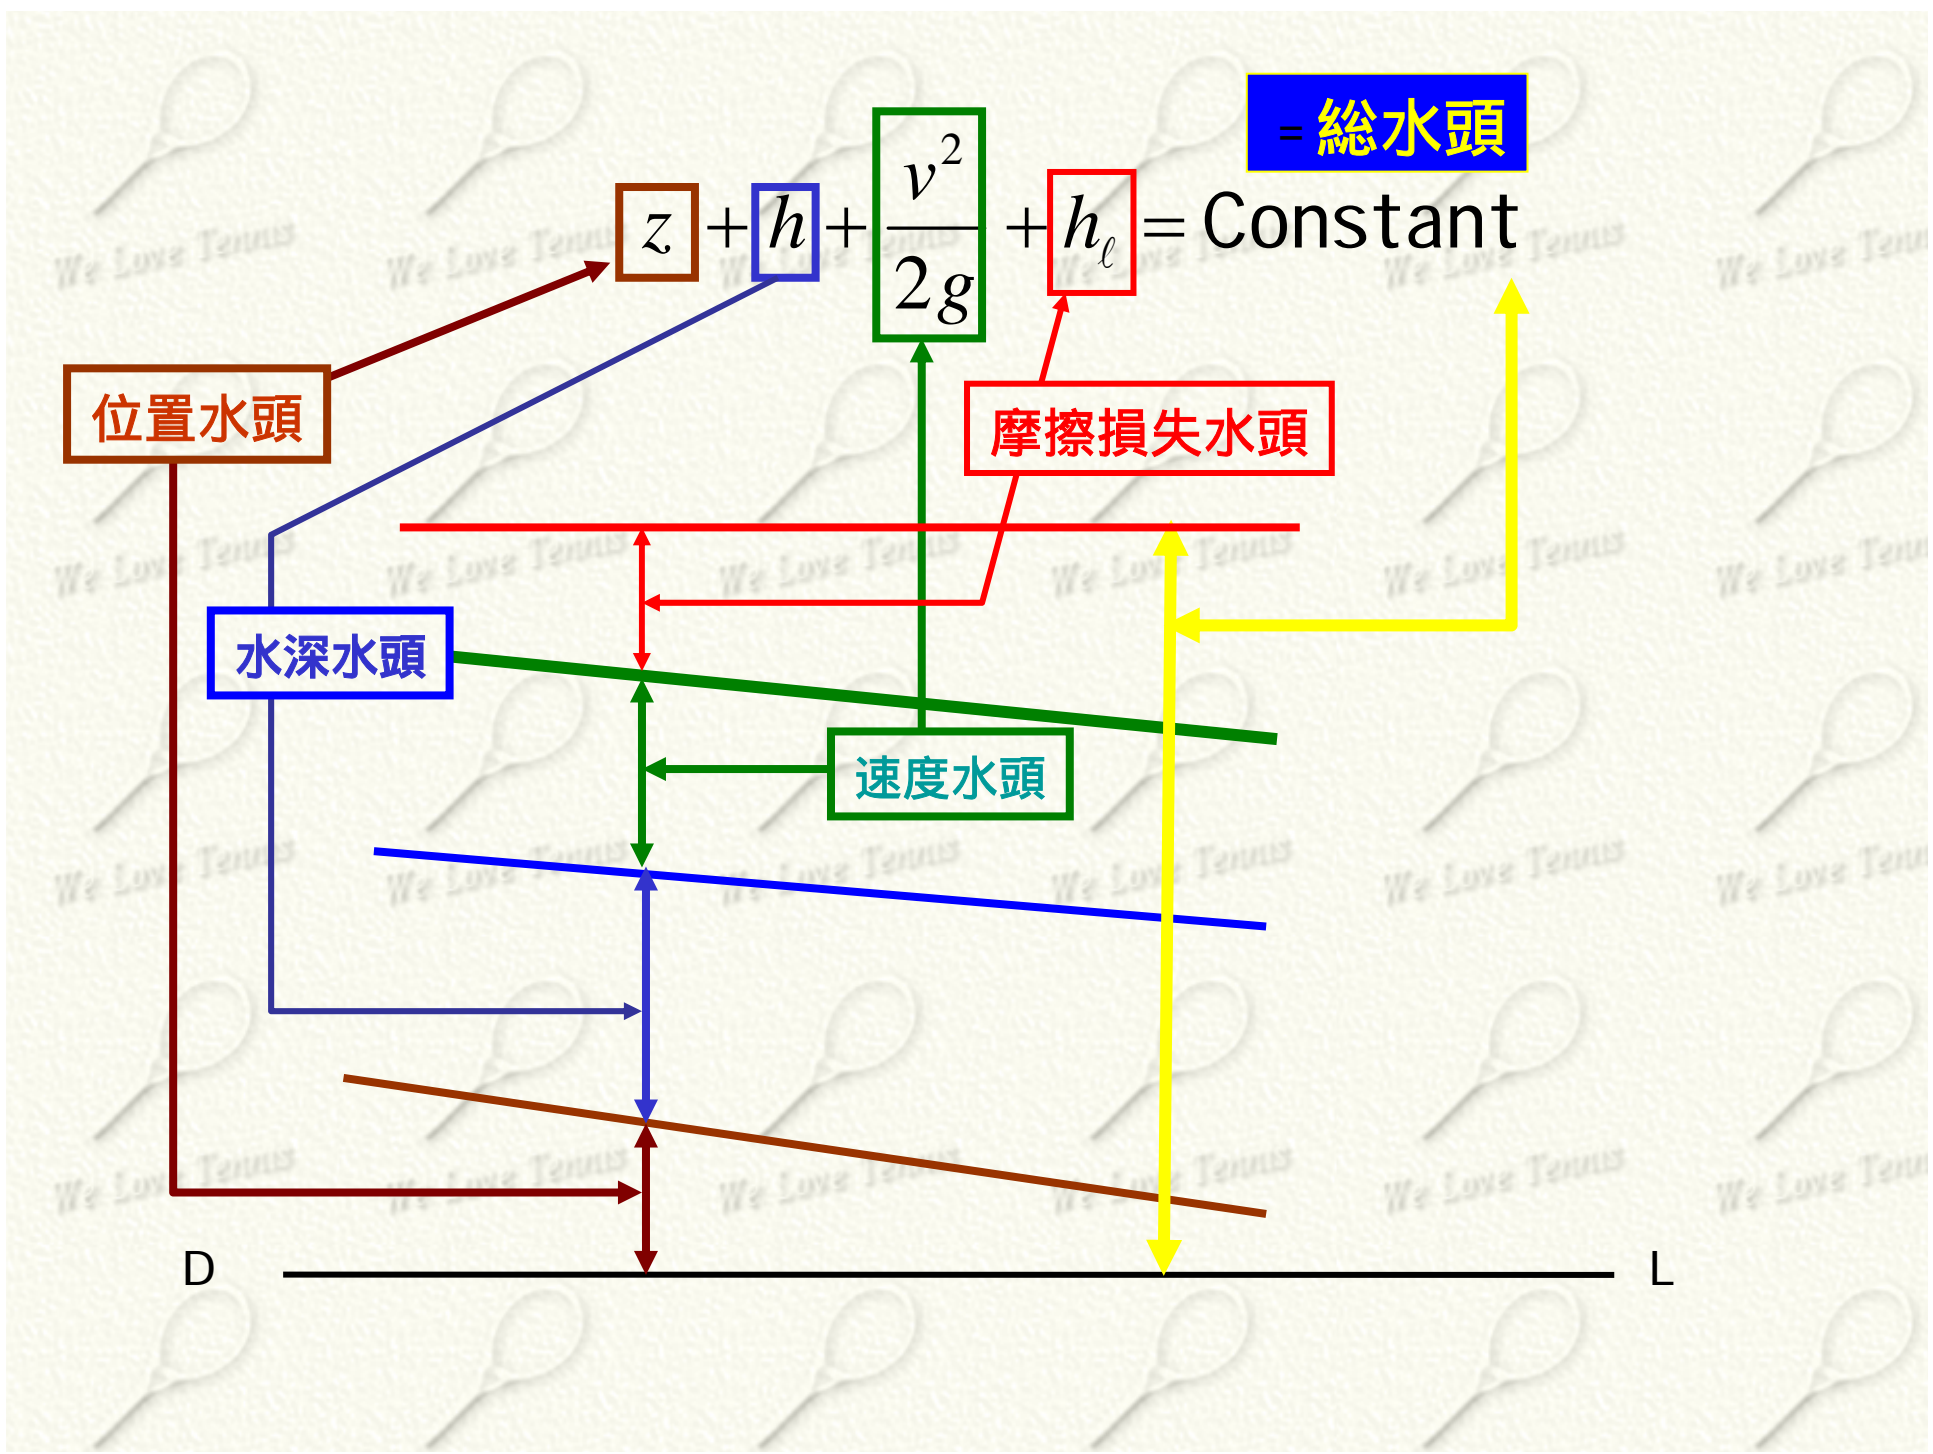 = 総水頭
z + h + v²/2g + hℓ = Constant
位置水頭
摩擦損失水頭
水深水頭
速度水頭
D L
We Love Tennis